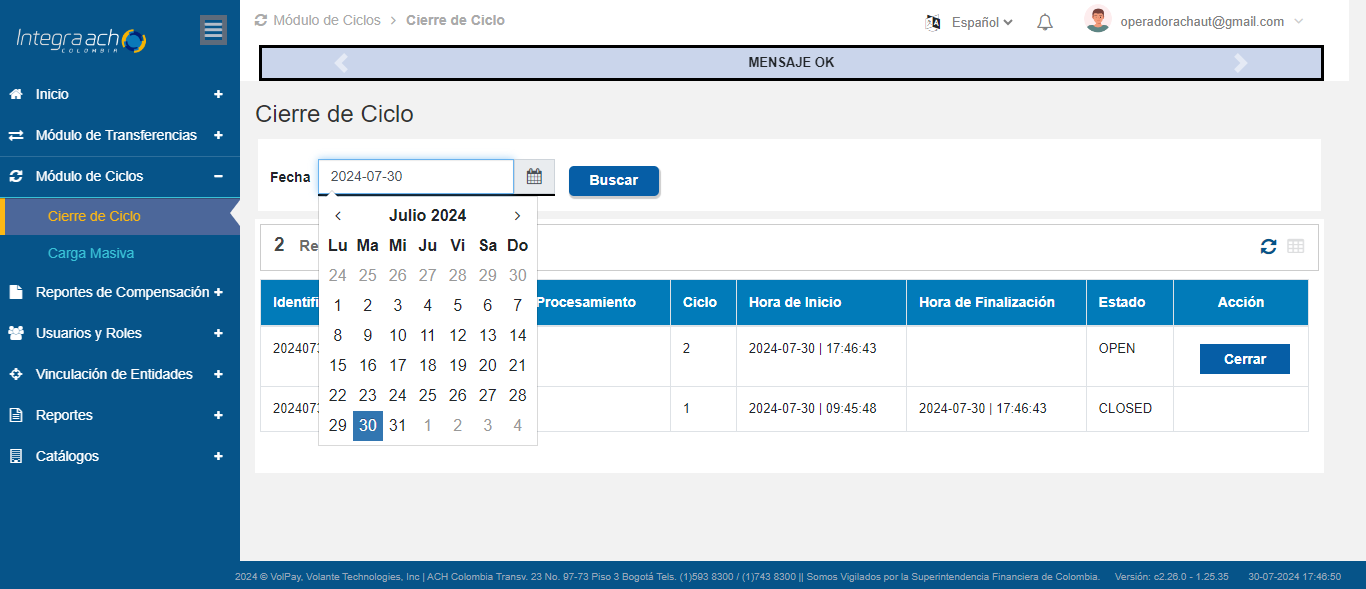 Integra ach
COLOMBIA
Módulo de Ciclos > Cierre de Ciclo
Español
operadorachaut@gmail.com
MENSAJE OK
Inicio +
Módulo de Transferencias +
Módulo de Ciclos −
Cierre de Ciclo
Carga Masiva
Reportes de Compensación +
Usuarios y Roles +
Vinculación de Entidades +
Reportes +
Catálogos +
Cierre de Ciclo
Fecha 2024-07-30 Buscar
‹ Julio 2024 ›
Lu Ma Mi Ju Vi Sa Do
24 25 26 27 28 29 30
1 2 3 4 5 6 7
8 9 10 11 12 13 14
15 16 17 18 19 20 21
22 23 24 25 26 27 28
29 30 31 1 2 3 4
2 Re
Identifi Procesamiento Ciclo Hora de Inicio Hora de Finalización Estado Acción
202407 2 2024-07-30 | 17:46:43 OPEN Cerrar
202407 1 2024-07-30 | 09:45:48 2024-07-30 | 17:46:43 CLOSED
2024 © VolPay, Volante Technologies, Inc | ACH Colombia Transv. 23 No. 97-73 Piso 3 Bogotá Tels. (1)593 8300 / (1)743 8300 || Somos Vigilados por la Superintendencia Financiera de Colombia. Versión: c2.26.0 - 1.25.35 30-07-2024 17:46:50